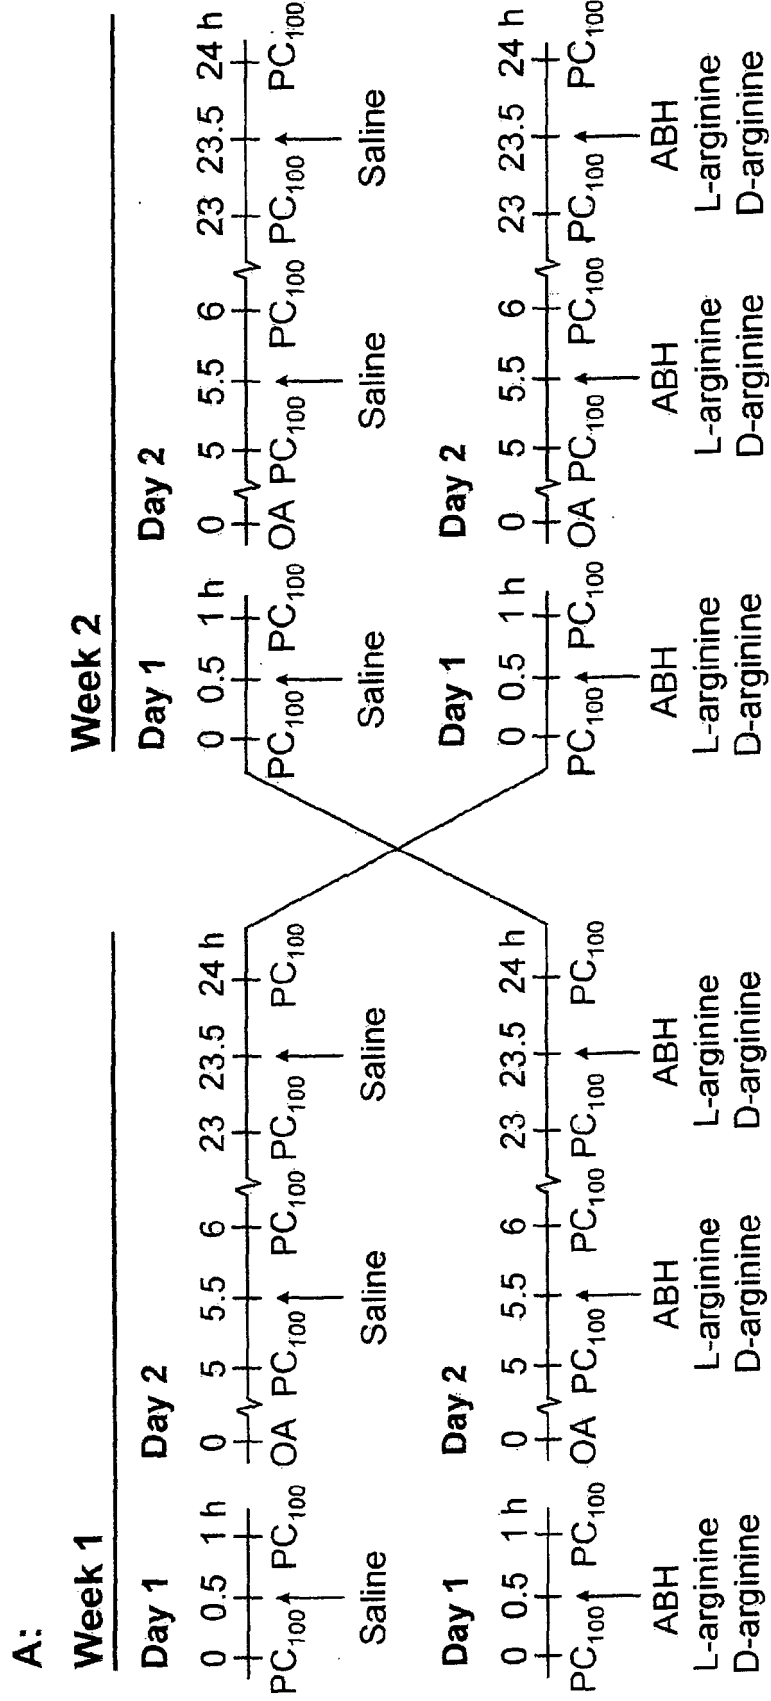 A:
Week 1
Week 2
Day 1
Day 2
Day 1
Day 2
0 0.5 1 h
0 5 5.5 6 23 23.5 24 h
0 0.5 1 h
0 5 5.5 6 23 23.5 24 h
PC100 PC100
OA PC100 PC100 PC100 PC100
PC100 PC100
OA PC100 PC100 PC100 PC100
Saline
Saline
Saline
Saline
Saline
Saline
Day 1
Day 2
Day 1
Day 2
0 0.5 1 h
0 5 5.5 6 23 23.5 24 h
0 0.5 1 h
0 5 5.5 6 23 23.5 24 h
PC100 PC100
OA PC100 PC100 PC100 PC100
PC100 PC100
OA PC100 PC100 PC100 PC100
ABH
ABH
ABH
ABH
ABH
ABH
L-arginine
L-arginine
L-arginine
L-arginine
L-arginine
L-arginine
D-arginine
D-arginine
D-arginine
D-arginine
D-arginine
D-arginine